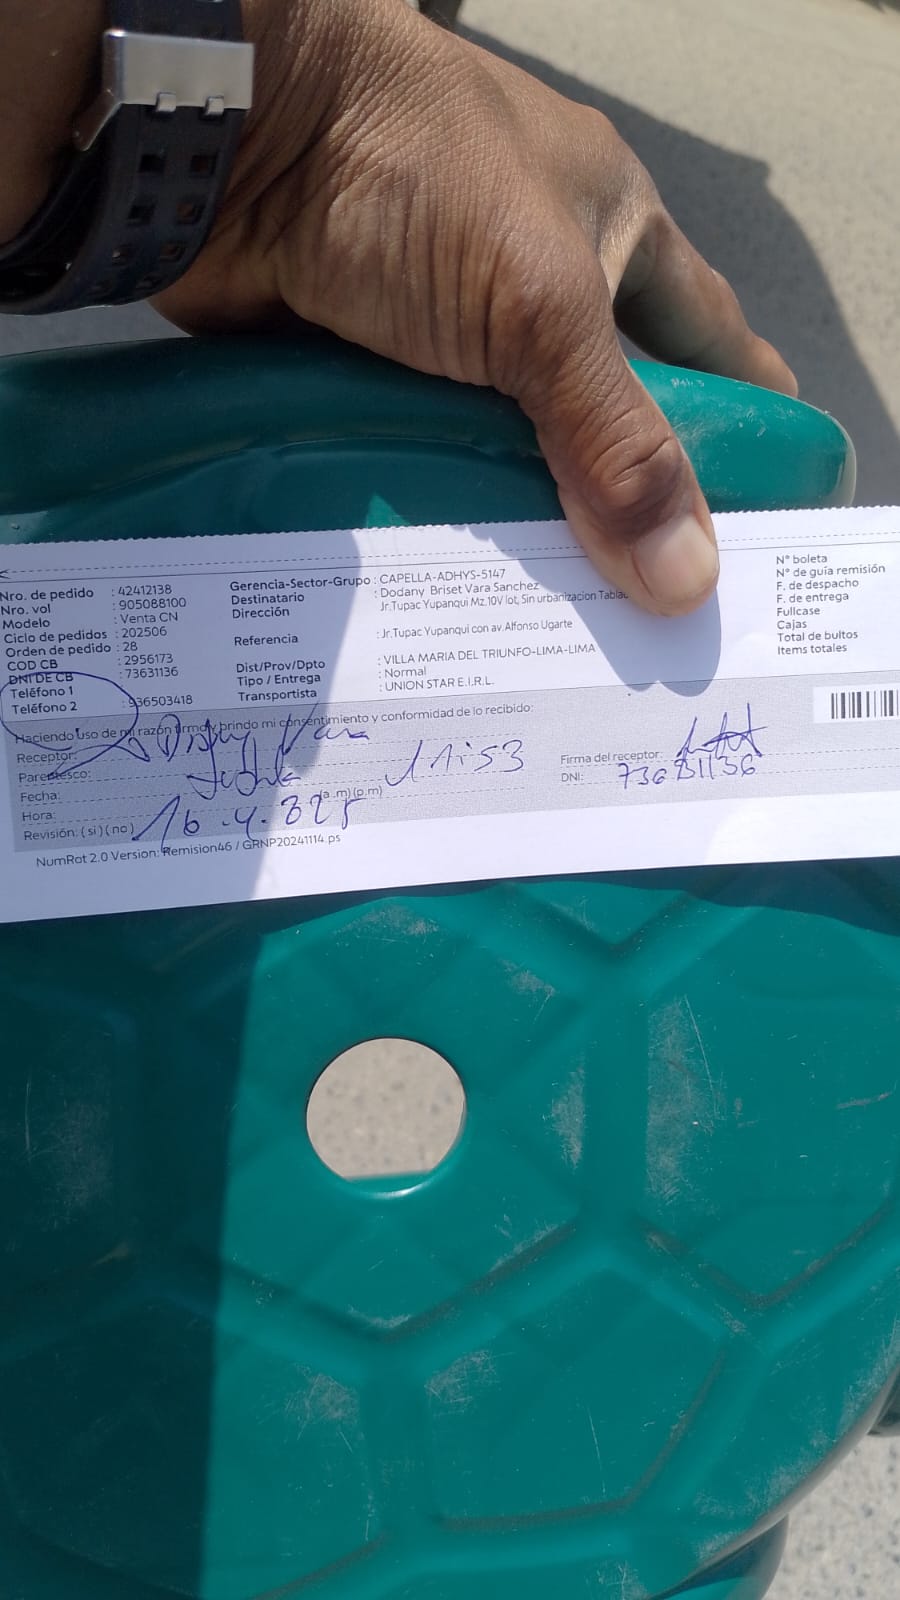 Nro. de pedido : 42412138
Nro. vol : 905088100
Modelo : Venta CN
Ciclo de pedidos : 202506
Orden de pedido : 28
COD CB : 2956173
DNI DE CB : 73631136
Teléfono 1
Teléfono 2 : 936503418
Gerencia-Sector-Grupo : CAPELLA-ADHYS-5147
Destinatario : Dodany Briset Vara Sanchez
Dirección Jr.Tupac Yupanqui Mz.10V lot, Sin urbanizacion Tablad
Referencia : Jr.Tupac Yupanqui con av.Alfonso Ugarte
Dist/Prov/Dpto : VILLA MARIA DEL TRIUNFO-LIMA-LIMA
Tipo / Entrega : Normal
Transportista : UNION STAR E.I.R.L.
N° boleta
N° de guía remisión
F. de despacho
F. de entrega
Fullcase
Cajas
Total de bultos
Items totales
Haciendo uso de mi razón firmo y brindo mi consentimiento y conformidad de lo recibido:
Receptor: Vara
Parentesco:
Fecha:
Hora: (a.m) (p.m)
Revisión: ( si ) ( no )
Firma del receptor:
DNI:
NumRot 2.0 Version: Remision46 / GRNP20241114.ps